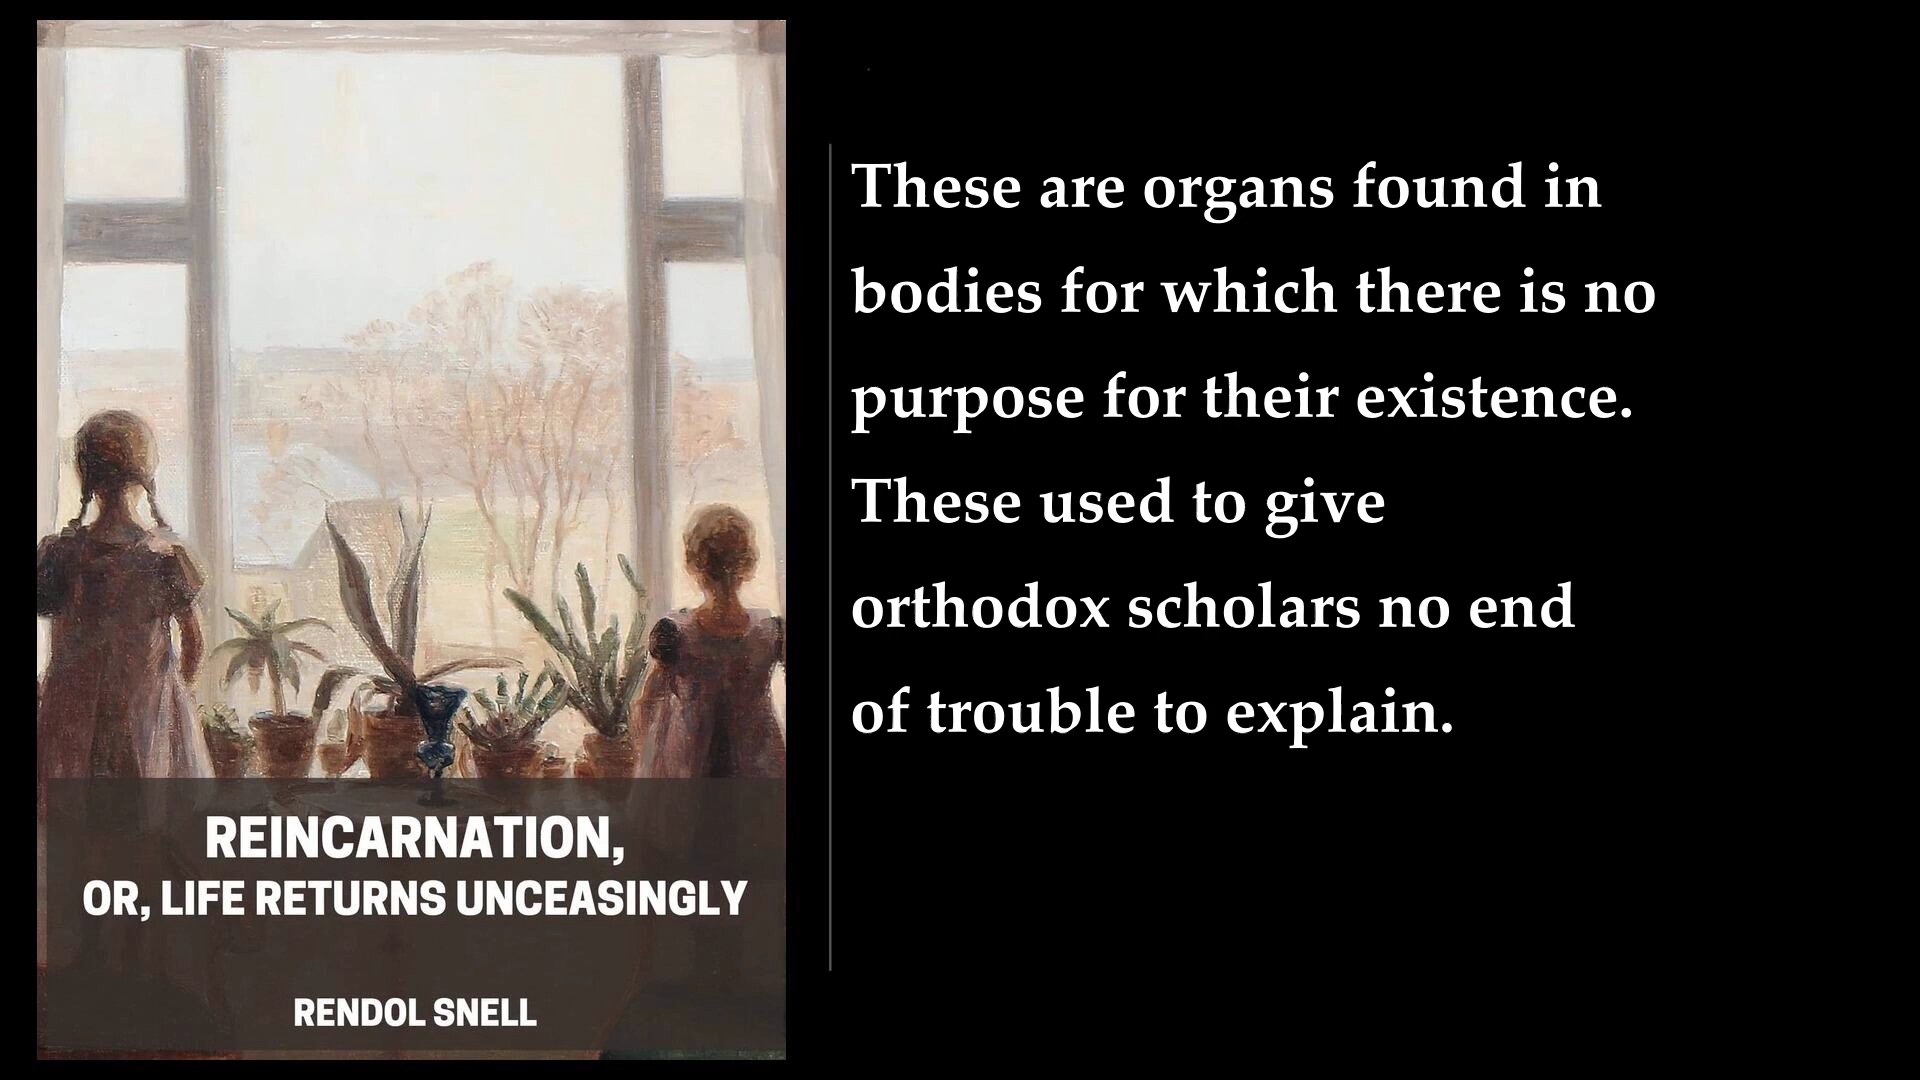 These are organs found in
bodies for which there is no
purpose for their existence.
These used to give
orthodox scholars no end
of trouble to explain.
REINCARNATION,
OR, LIFE RETURNS UNCEASINGLY
RENDOL SNELL